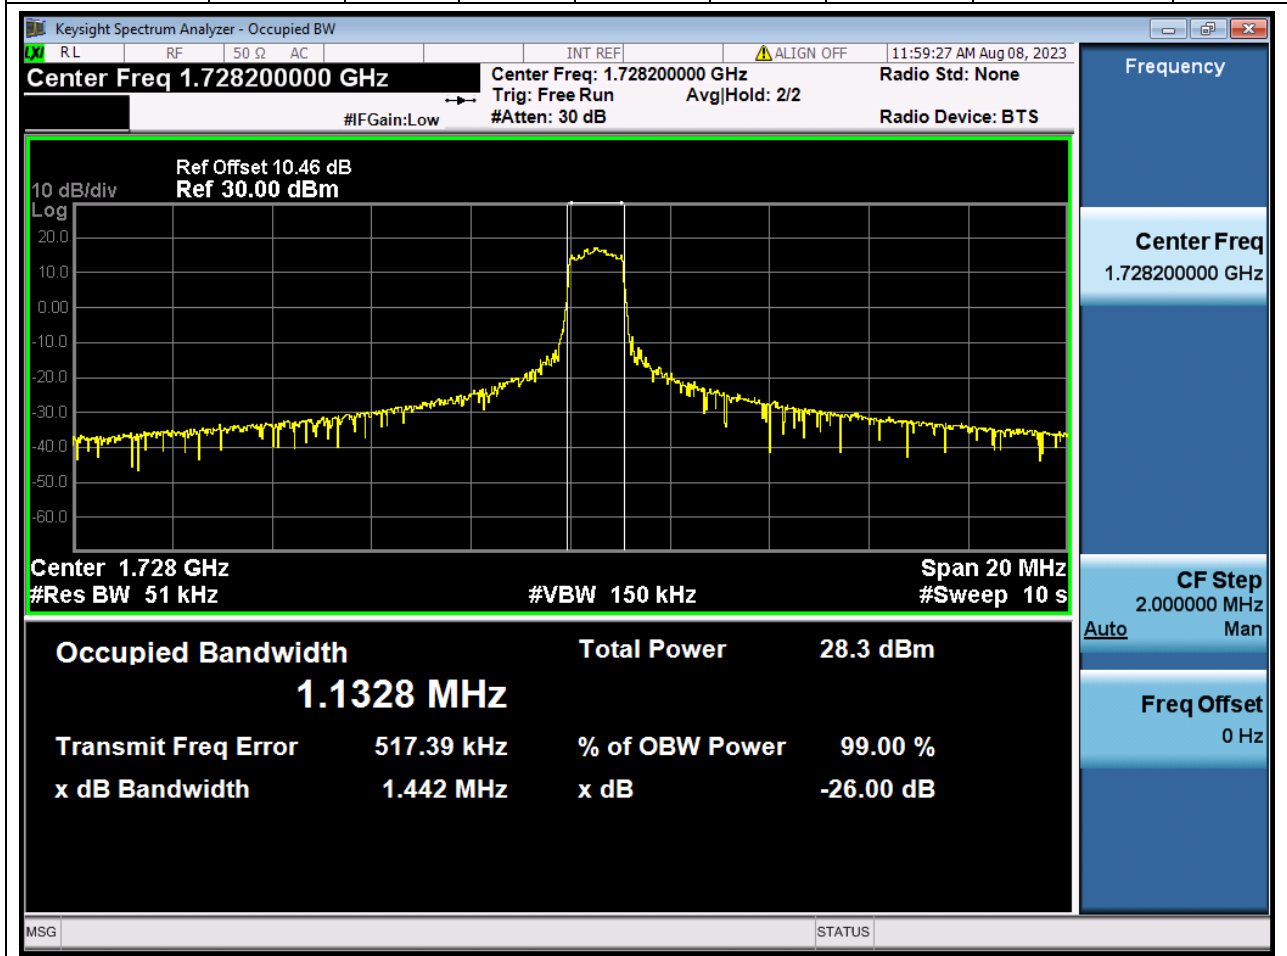 Keysight Spectrum Analyzer - Occupied BW
LXI RL RF 50 Ω AC INT REF ALIGN OFF 11:59:27 AM Aug 08, 2023
Center Freq 1.728200000 GHz
Center Freq: 1.728200000 GHz
Radio Std: None
Trig: Free Run Avg|Hold: 2/2
#IFGain:Low
#Atten: 30 dB
Radio Device: BTS
Ref Offset 10.46 dB
10 dB/div Ref 30.00 dBm
Log
20.0
10.0
0.00
-10.0
-20.0
-30.0
-40.0
-50.0
-60.0
Center 1.728 GHz
Span 20 MHz
#Res BW 51 kHz
#VBW 150 kHz
#Sweep 10 s
Occupied Bandwidth
1.1328 MHz
Total Power 28.3 dBm
Transmit Freq Error 517.39 kHz
% of OBW Power 99.00 %
x dB Bandwidth 1.442 MHz
x dB -26.00 dB
Frequency
Center Freq
1.728200000 GHz
CF Step
2.000000 MHz
Auto Man
Freq Offset
0 Hz
MSG
STATUS